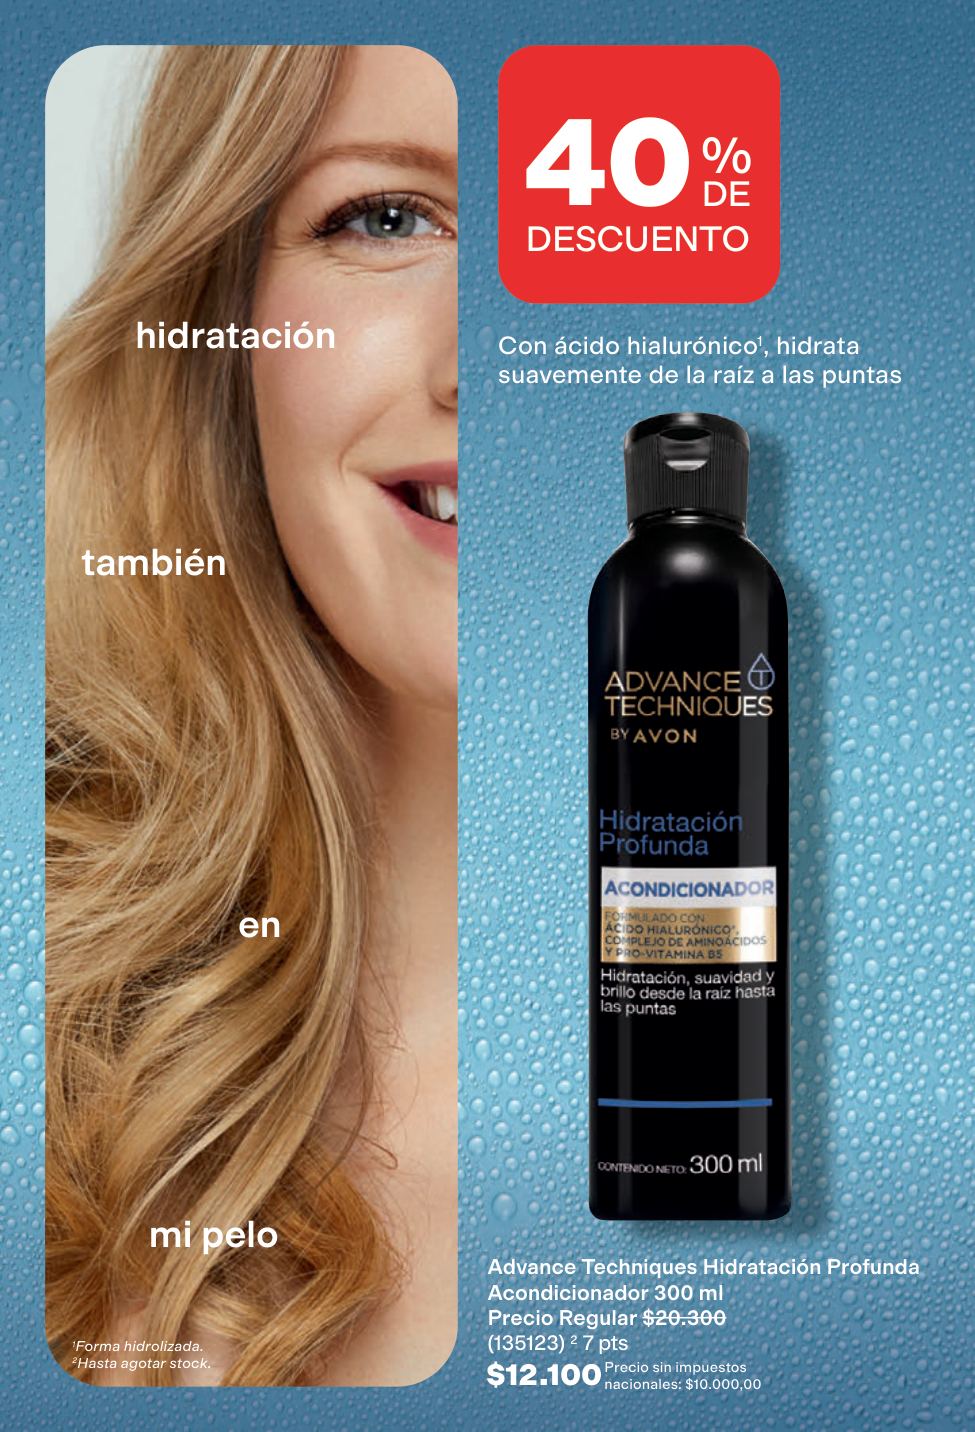 40%
DE
DESCUENTO
hidratación
también
en
mi pelo
¹Forma hidrolizada.
²Hasta agotar stock.
Con ácido hialurónico¹, hidrata
suavemente de la raíz a las puntas
ADVANCE
TECHNIQUES
BY AVON
Hidratación
Profunda
ACONDICIONADOR
FORMULADO CON
ÁCIDO HIALURÓNICO*,
COMPLEJO DE AMINOÁCIDOS
Y PRO-VITAMINA B5
Hidratación, suavidad y
brillo desde la raíz hasta
las puntas
CONTENIDO NETO: 300 ml
Advance Techniques Hidratación Profunda
Acondicionador 300 ml
Precio Regular $20.300
(135123) ² 7 pts
$12.100 Precio sin impuestos
nacionales: $10.000,00